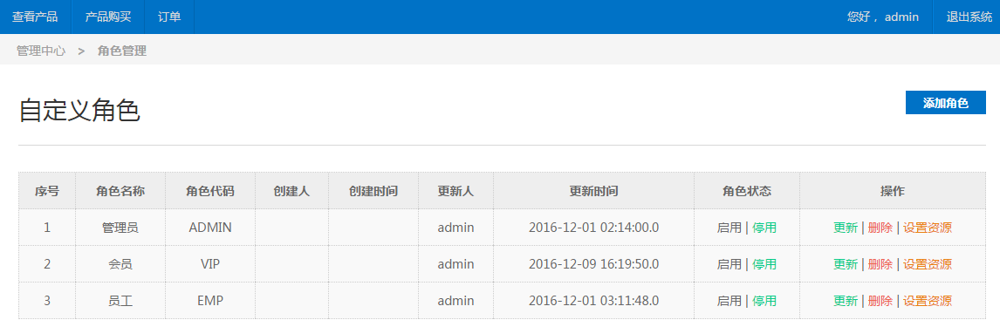 查看产品 产品购买 订单 您好， admin 退出系统
管理中心 > 角色管理
自定义角色 添加角色
序号 角色名称 角色代码 创建人 创建时间 更新人 更新时间 角色状态 操作
1 管理员 ADMIN admin 2016-12-01 02:14:00.0 启用 | 停用 更新 | 删除 | 设置资源
2 会员 VIP admin 2016-12-09 16:19:50.0 启用 | 停用 更新 | 删除 | 设置资源
3 员工 EMP admin 2016-12-01 03:11:48.0 启用 | 停用 更新 | 删除 | 设置资源